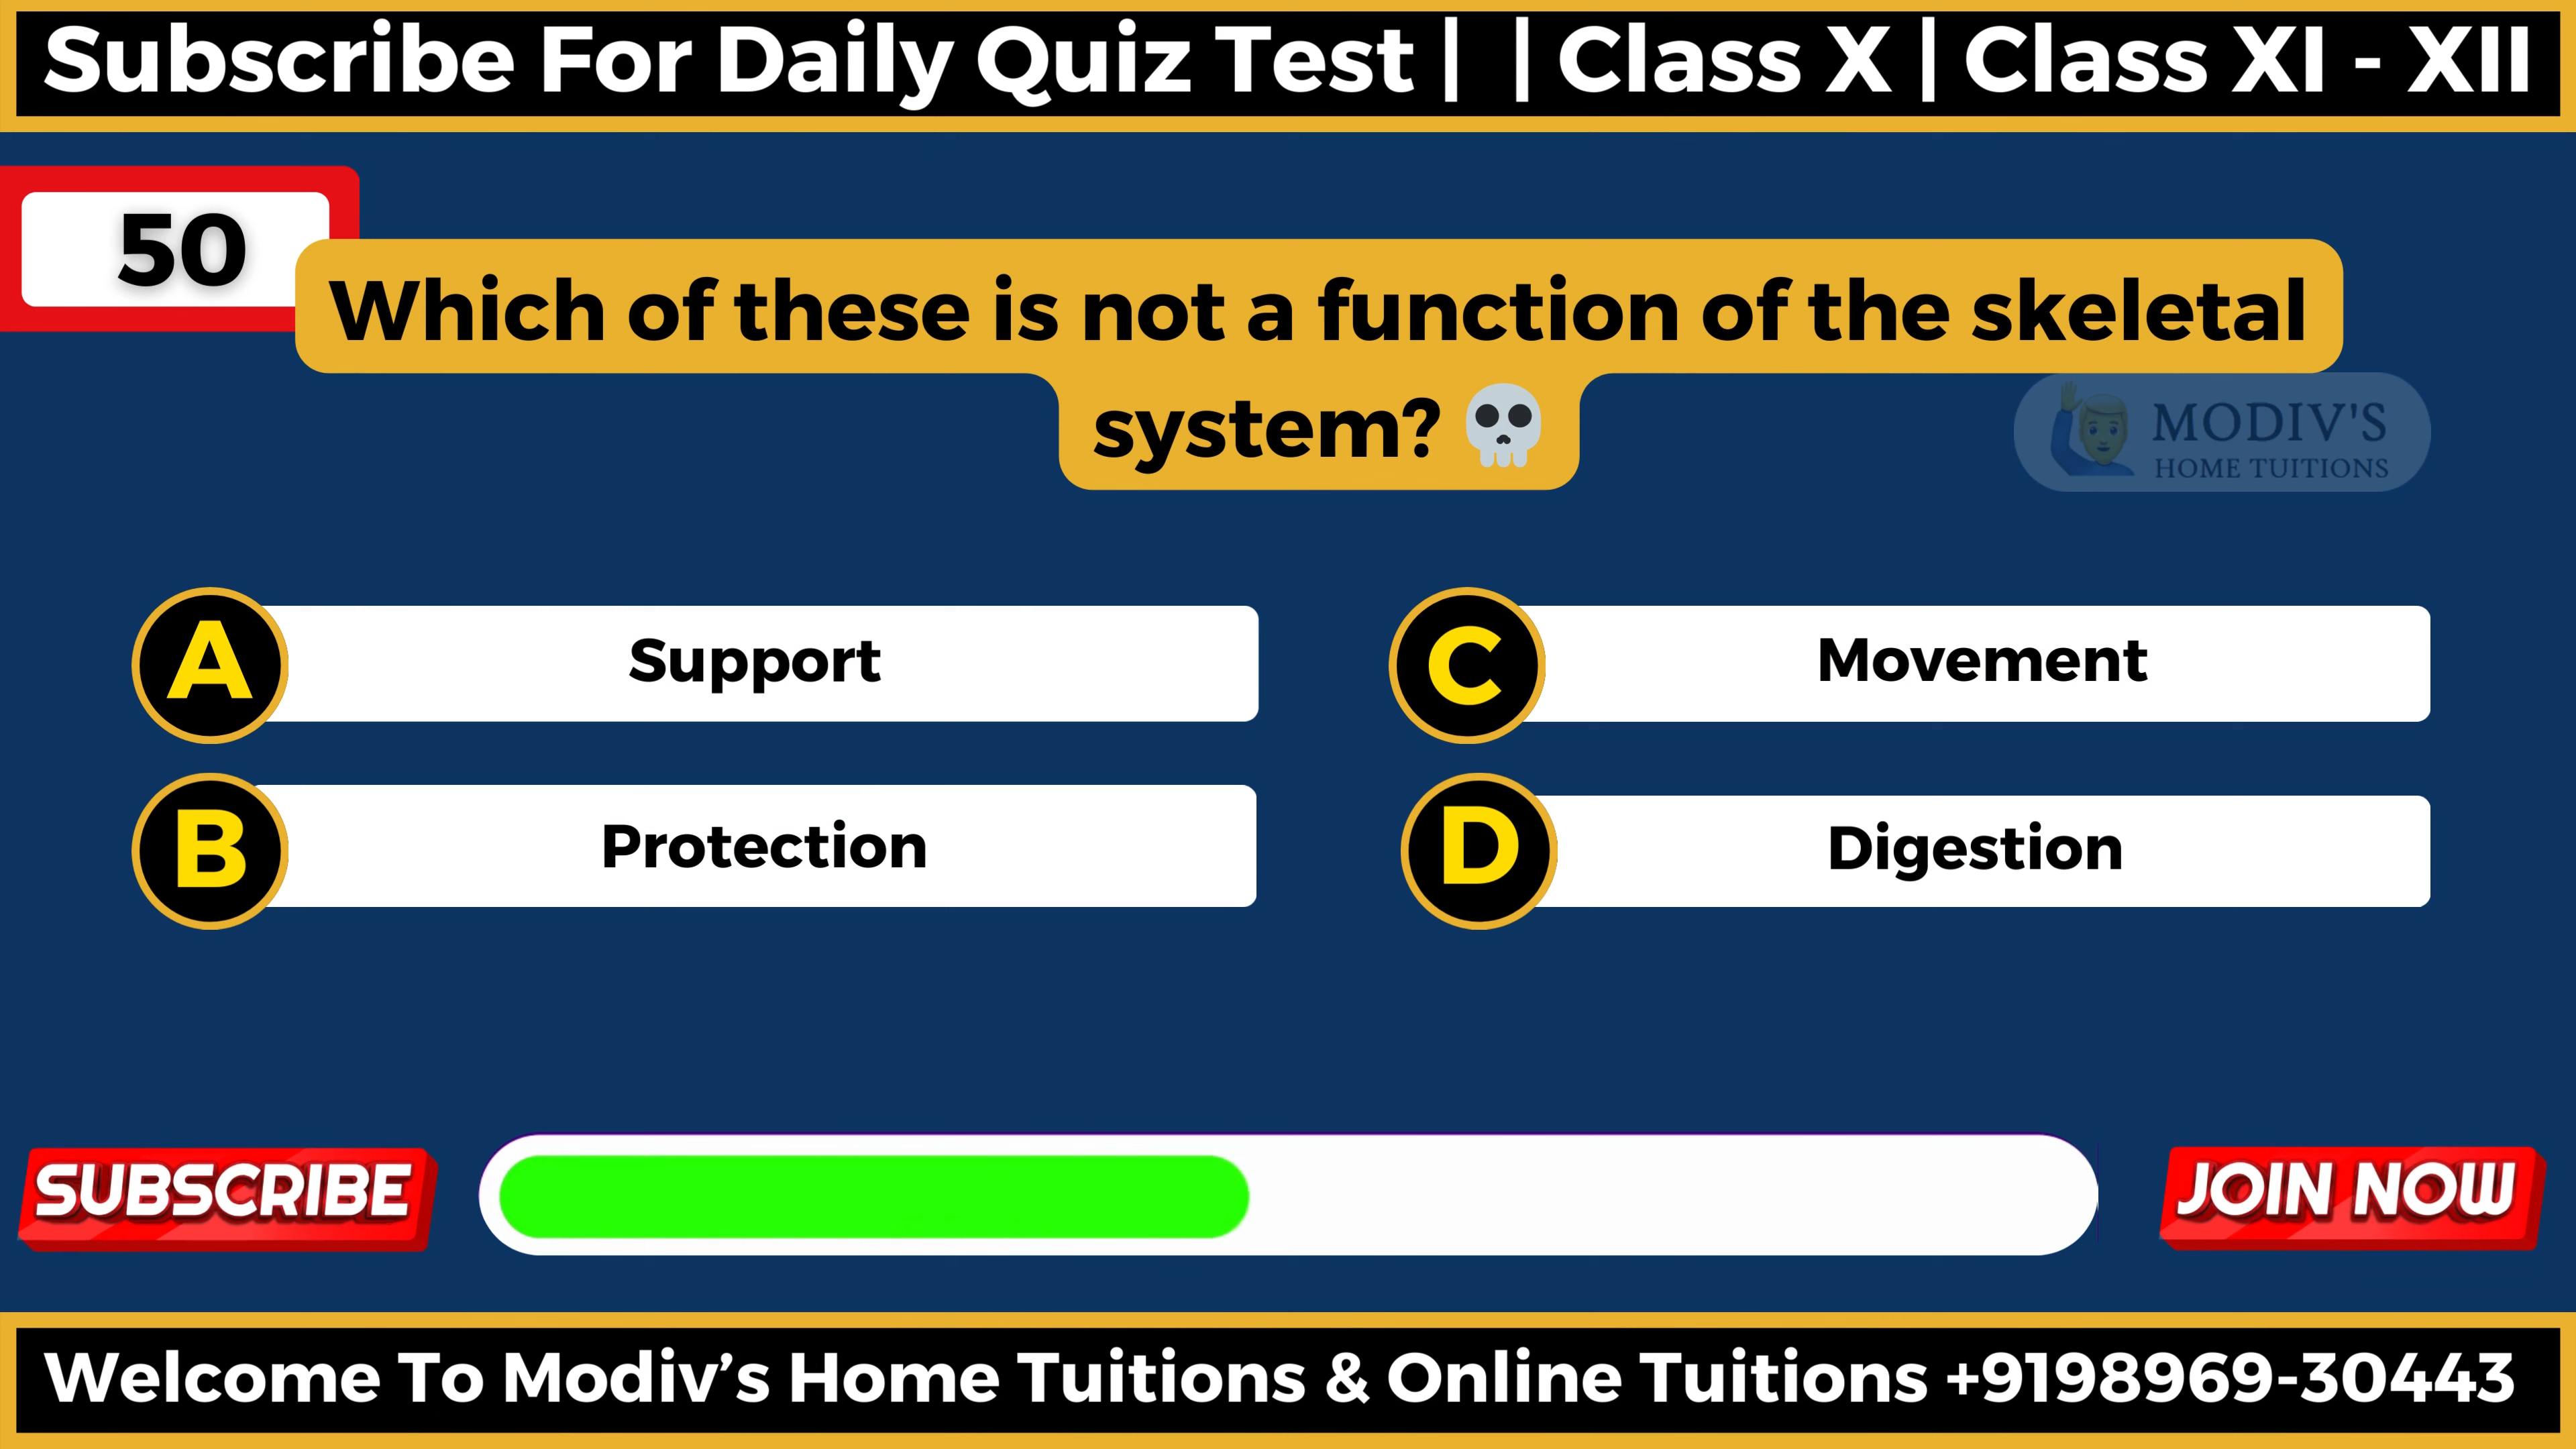 Subscribe For Daily Quiz Test | | Class X | Class XI - XII
50
Which of these is not a function of the skeletal
system? 💀
MODIV'S
HOME TUITIONS
A Support
B Protection
C Movement
D Digestion
SUBSCRIBE
JOIN NOW
Welcome To Modiv’s Home Tuitions & Online Tuitions +9198969-30443